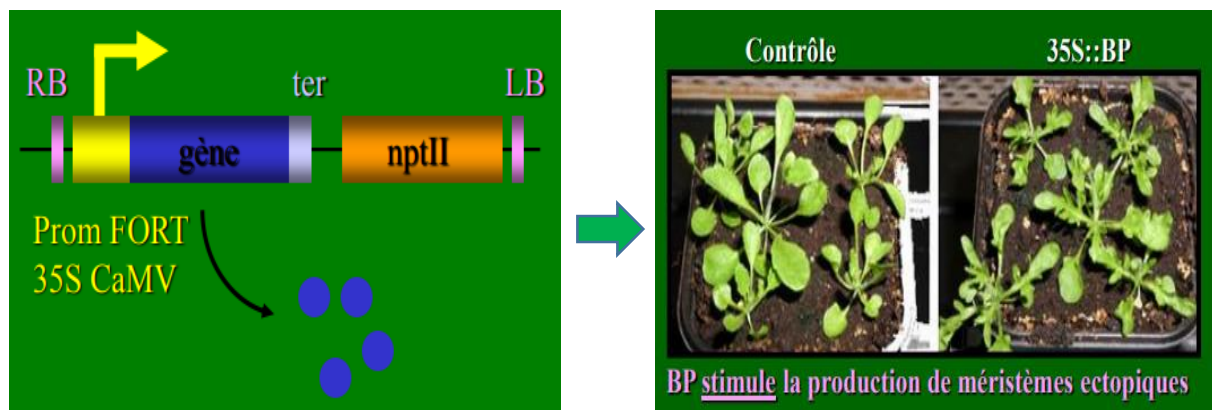 RB
ter
LB
gène
nptII
Prom FORT
35S CaMV
Contrôle
35S::BP
BP stimule la production de méristèmes ectopiques